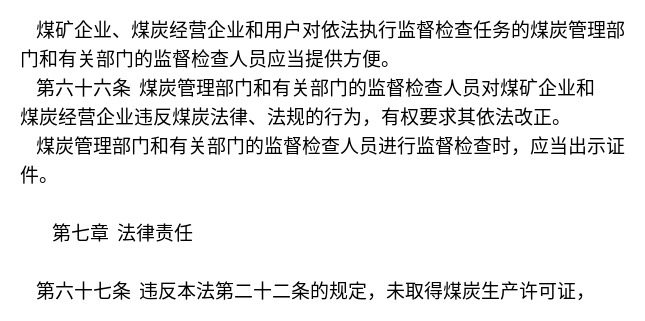 煤矿企业、煤炭经营企业和用户对依法执行监督检查任务的煤炭管理部
门和有关部门的监督检查人员应当提供方便。
第六十六条 煤炭管理部门和有关部门的监督检查人员对煤矿企业和
煤炭经营企业违反煤炭法律、法规的行为，有权要求其依法改正。
煤炭管理部门和有关部门的监督检查人员进行监督检查时，应当出示证
件。
第七章 法律责任
第六十七条 违反本法第二十二条的规定，未取得煤炭生产许可证，